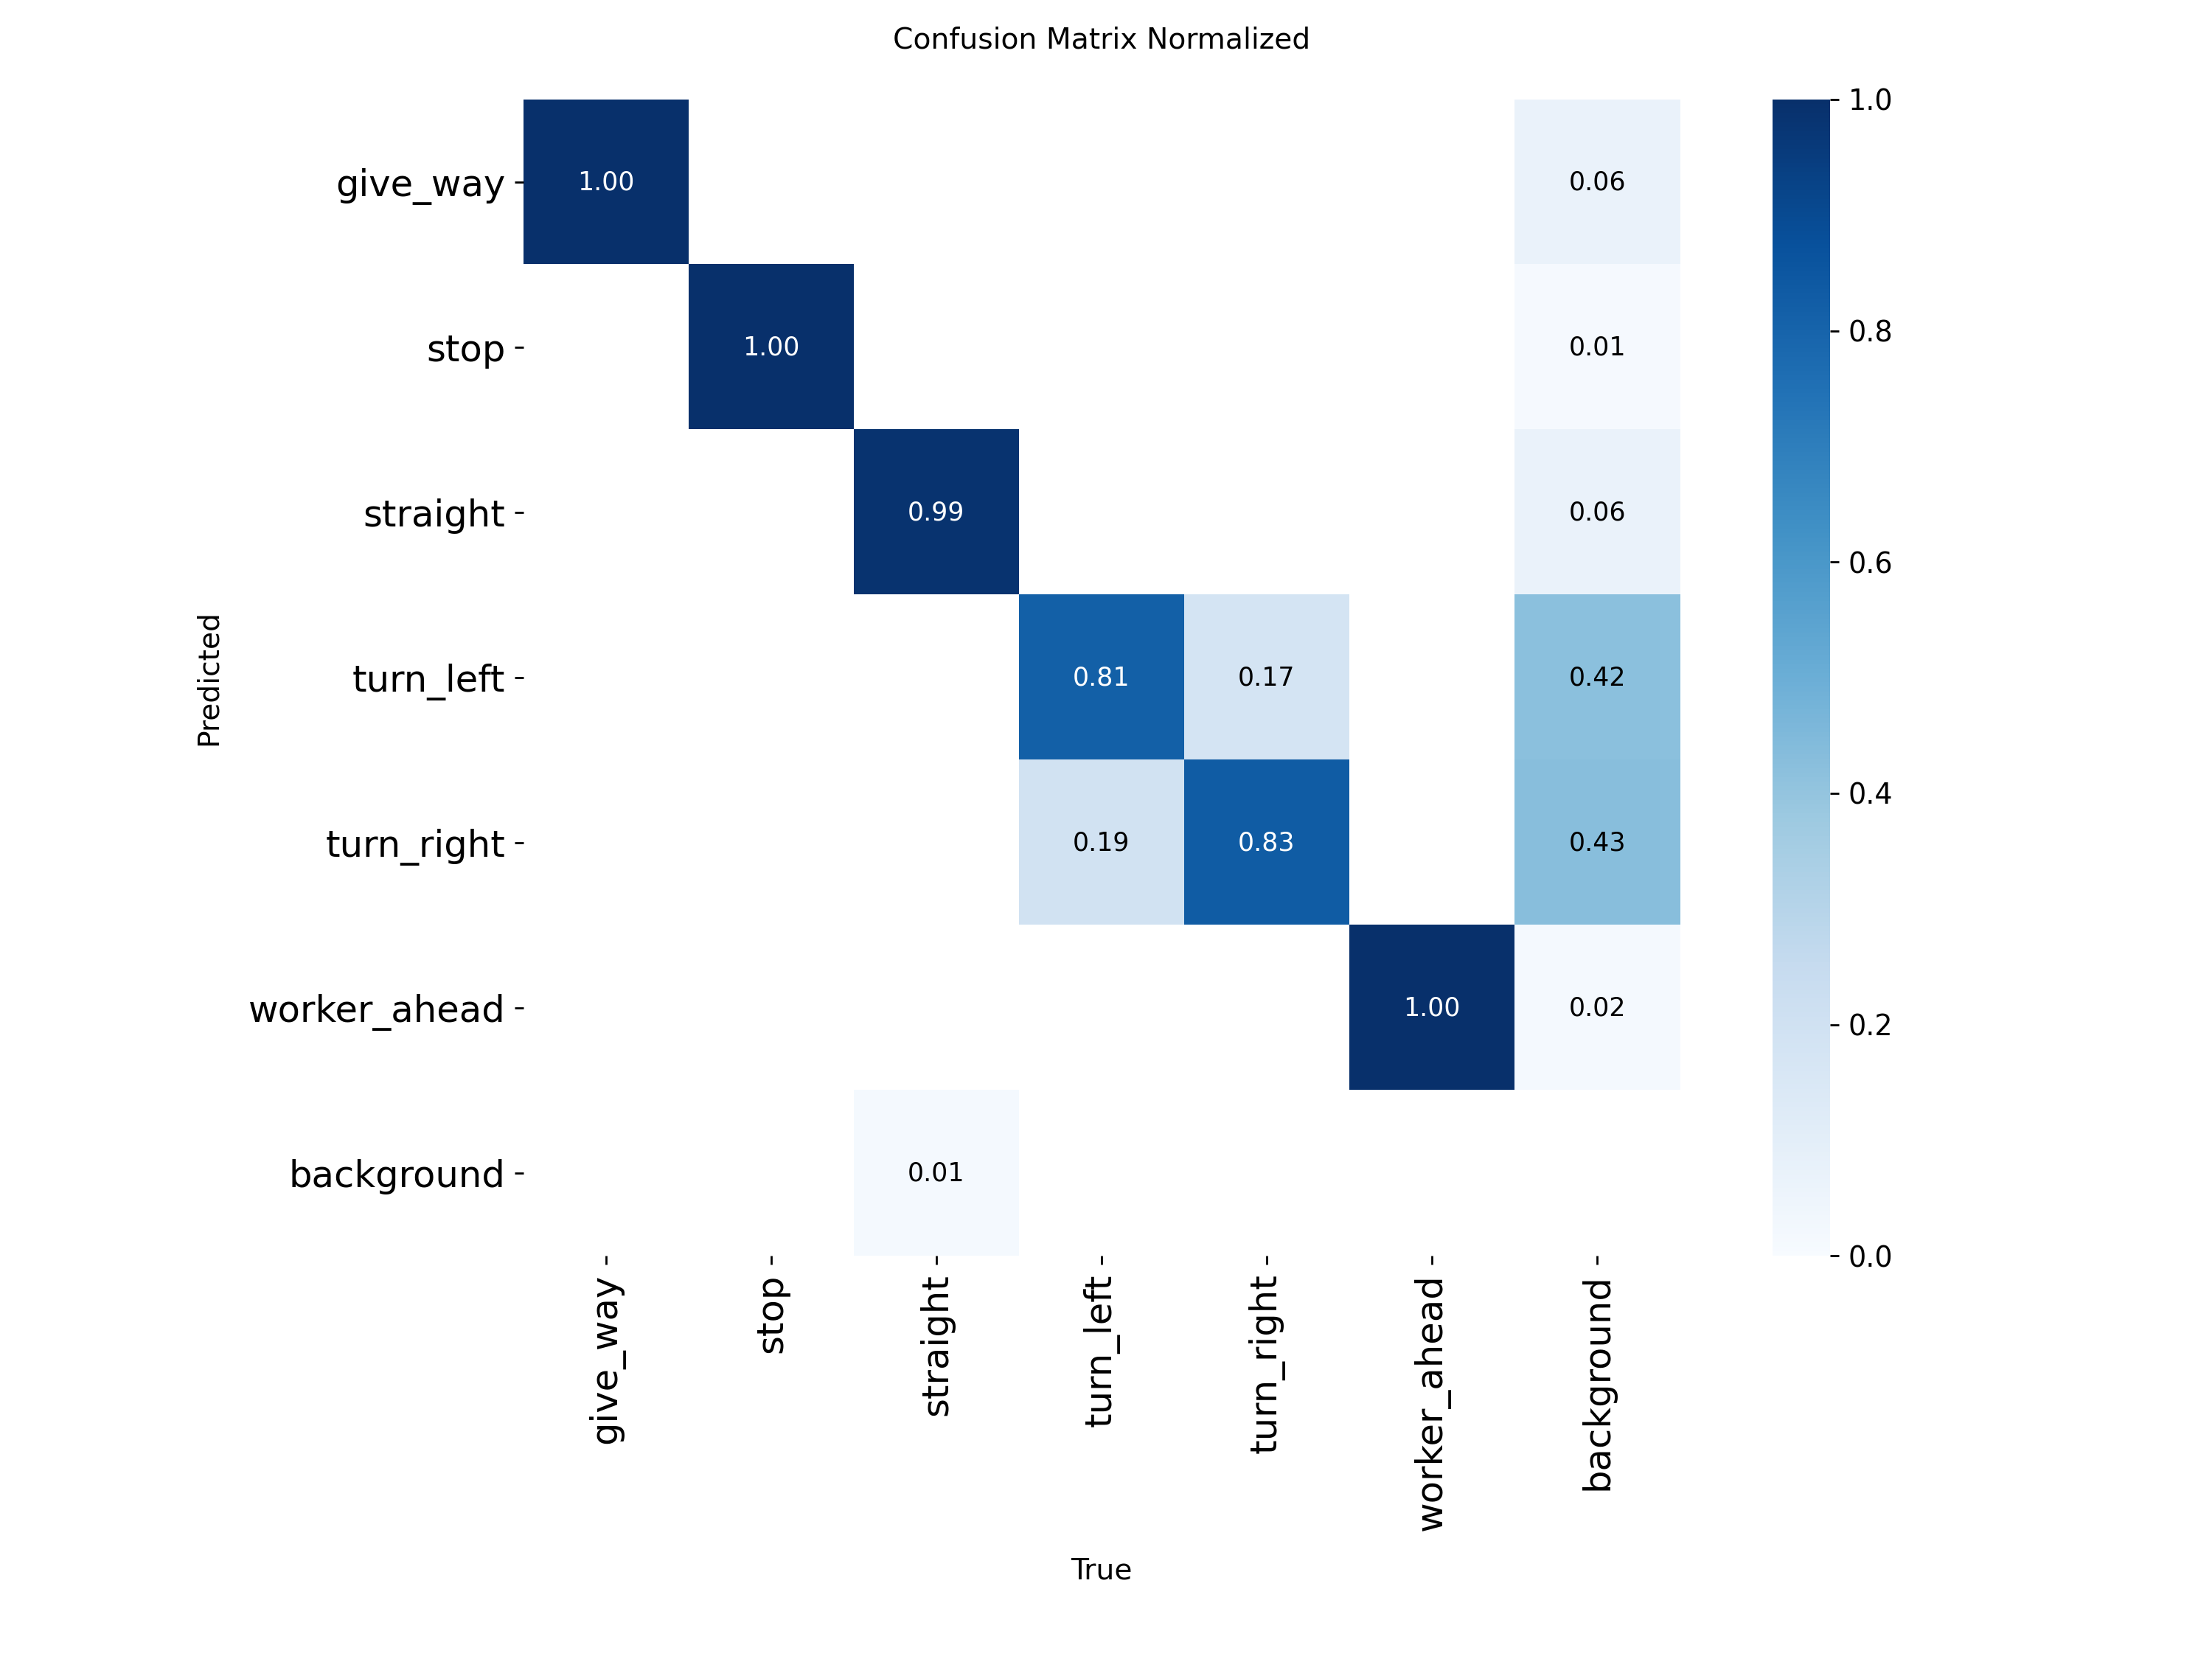 Confusion Matrix Normalized
give_way 1.00 0.06
stop 1.00 0.01
straight 0.99 0.06
turn_left 0.81 0.17 0.42
turn_right 0.19 0.83 0.43
worker_ahead 1.00 0.02
background 0.01
give_way stop straight turn_left turn_right worker_ahead background
Predicted
True
1.0
0.8
0.6
0.4
0.2
0.0